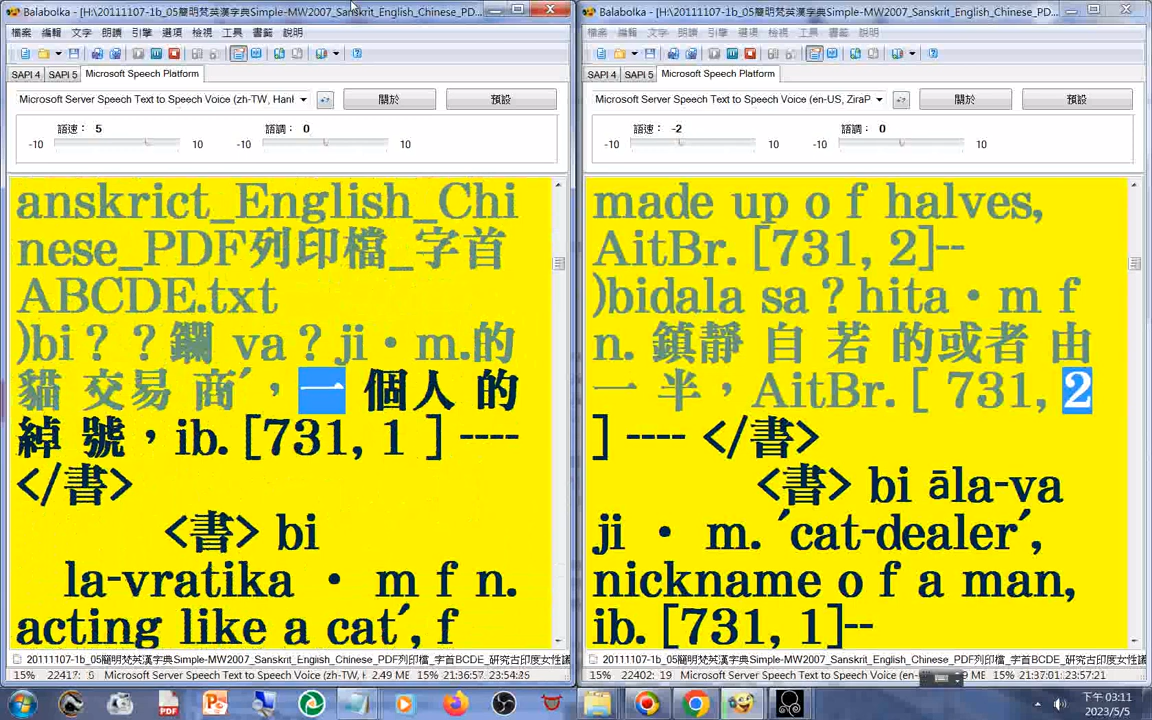 Balabolka - [H:\20111107-1b_05簡明梵英漢字典Simple-MW2007_Sanskrit_English_Chinese_PD...
檔案 編輯 文字 朗讀 引擎 選項 檢視 工具 書籤 說明
SAPI 4 SAPI 5 Microsoft Speech Platform
Microsoft Server Speech Text to Speech Voice (zh-TW, Hanl 關於 預設
語速： 5 語調： 0
-10 10 -10 10
anskrict_English_Chi
nese_PDF列印檔_字首
ABCDE.txt
)bi？？鑭 va？ji・m.的
貓 交易 商′，一 個人 的
綽 號，ib. [731, 1 ] ----
</書>
<書> bi
la-vratika ・ m f n.
acting like a cat′, f
20111107-1b_05簡明梵英漢字典Simple-MW2007_Sanskrit_English_Chinese_PDF列印檔_字首BCDE_研究古印度女性議
15% 22417: 6 Microsoft Server Speech Text to Speech Voice (zh-TW, H 2.49 ME 21:36:57 23:54:26
Balabolka - [H:\20111107-1b_05簡明梵英漢字典Simple-MW2007_Sanskrit_English_Chinese_PD...
檔案 編輯 文字 朗讀 引擎 選項 檢視 工具 書籤 說明
SAPI 4 SAPI 5 Microsoft Speech Platform
Microsoft Server Speech Text to Speech Voice (en-US, ZiraP 關於 預設
語速： -2 語調： 0
-10 10 -10 10
made up o f halves,
AitBr. [731, 2]--
)bidala sa？hita・m f
n. 鎮靜 自 若 的或者 由
一 半，AitBr. [ 731, 2
] ---- </書>
<書> bi āla-va
ji ・ m. ′cat-dealer′,
nickname o f a man,
ib. [731, 1]--
20111107-1b_05簡明梵英漢字典Simple-MW2007_Sanskrit_English_Chinese_PDF列印檔_字首BCDE_研究古印度女性議
15% 22402: 19 Microsoft Server Speech Text to Speech Voice (en-US, ME 21:37:01 23:57:21
下午 03:11
2023/5/5